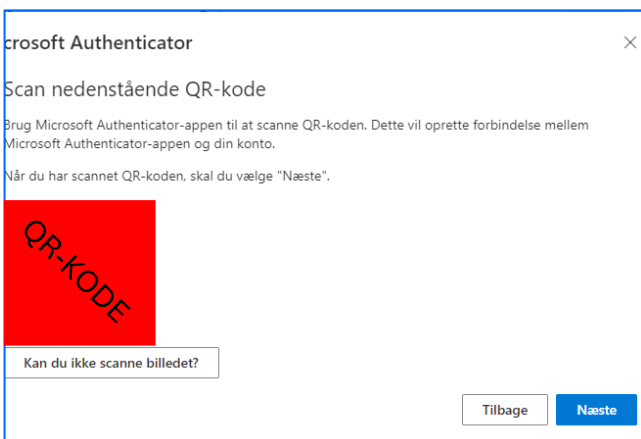 crosoft Authenticator
Scan nedenstående QR-kode
Brug Microsoft Authenticator-appen til at scanne QR-koden. Dette vil oprette forbindelse mellem
Microsoft Authenticator-appen og din konto.
Når du har scannet QR-koden, skal du vælge "Næste".
QR-KODE
Kan du ikke scanne billedet?
Tilbage
Næste